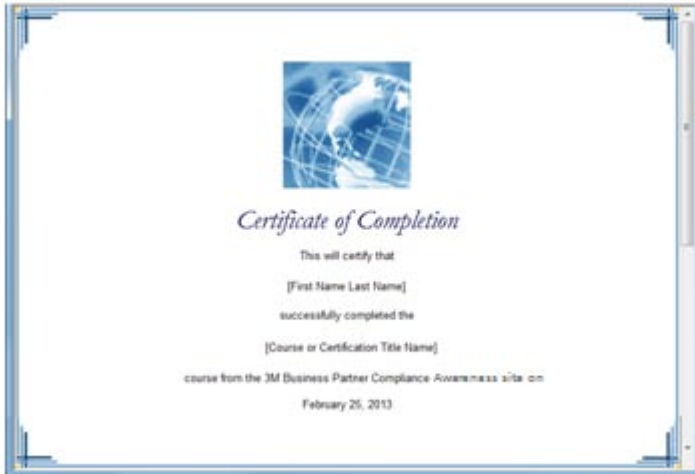 Certificate of Completion
This will certify that
[First Name Last Name]
successfully completed the
[Course or Certification Title Name]
course from the 3M Business Partner Compliance Awareness site on
February 25, 2013